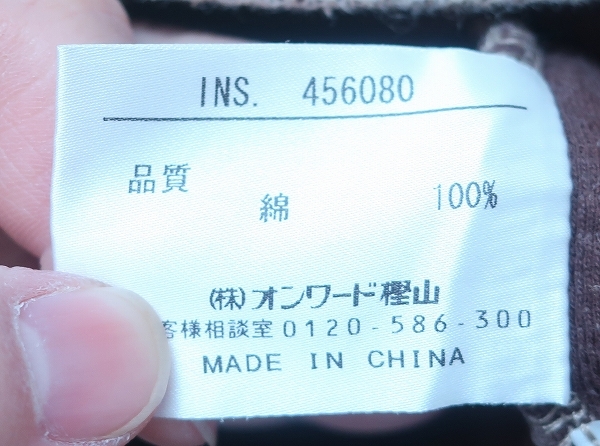 INS. 456080
品質
綿 100%
(株)オンワード樫山
客様相談室 0120-586-300
MADE IN CHINA